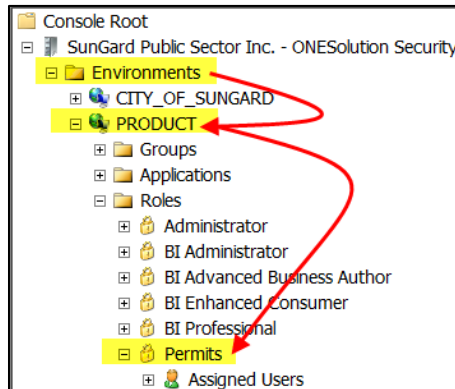 Console Root
SunGard Public Sector Inc. - ONESolution Security
Environments
CITY_OF_SUNGARD
PRODUCT
Groups
Applications
Roles
Administrator
BI Administrator
BI Advanced Business Author
BI Enhanced Consumer
BI Professional
Permits
Assigned Users